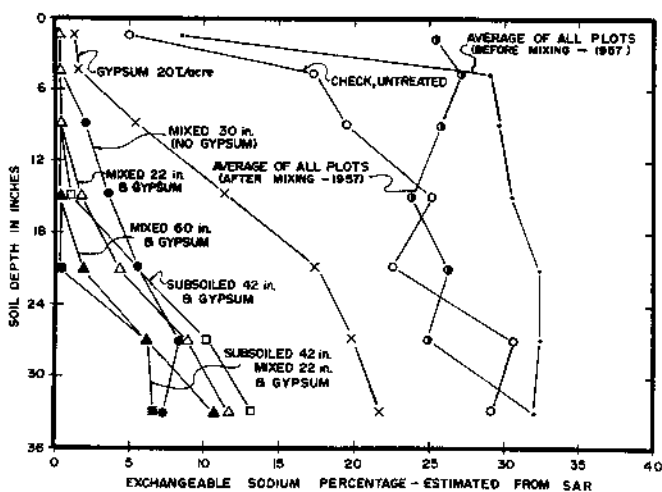 0
6
12
18
24
30
36
SOIL DEPTH IN INCHES
GYPSUM 20T/acre
MIXED 30 in.
(NO GYPSUM)
MIXED 22 in.
& GYPSUM
MIXED 60 in.
& GYPSUM
SUBSOILED 42 in.
& GYPSUM
SUBSOILED 42 in.
MIXED 22 in.
& GYPSUM
CHECK, UNTREATED
AVERAGE OF ALL PLOTS
(BEFORE MIXING - 1957)
AVERAGE OF ALL PLOTS
(AFTER MIXING - 1957)
0 5 10 15 20 25 30 35 40
EXCHANGEABLE SODIUM PERCENTAGE - ESTIMATED FROM SAR